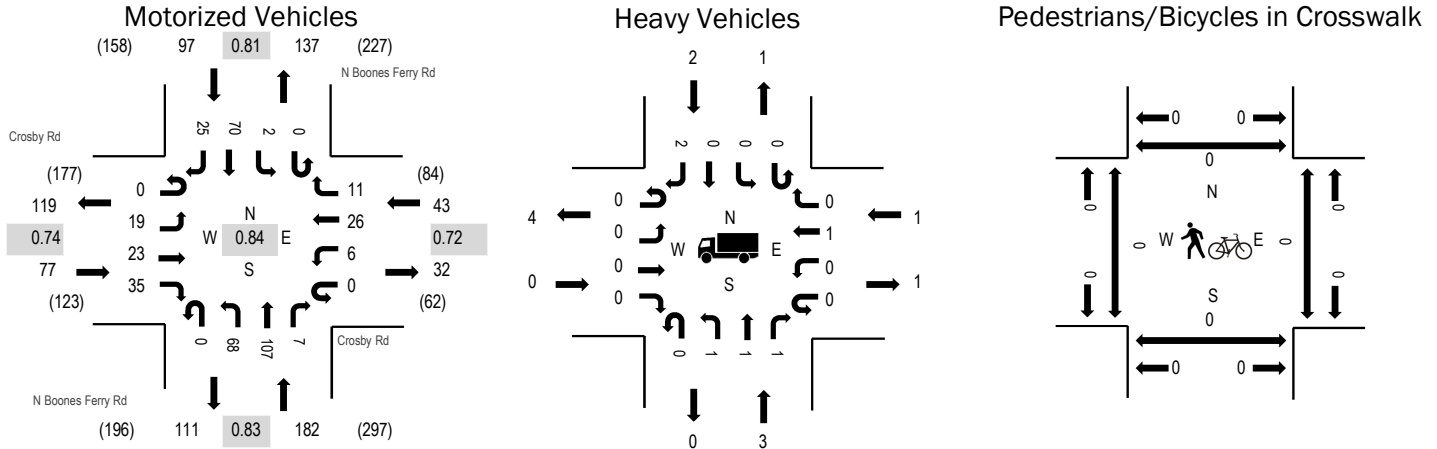 Motorized Vehicles
Heavy Vehicles
Pedestrians/Bicycles in Crosswalk
(158) 97 0.81 137 (227)
N Boones Ferry Rd
Crosby Rd
25 70 2 0
(177)
119
0.74
77
(123)
0
19
23
35
N
W 0.84 E
S
11
26
6
0
(84)
43
0.72
32
(62)
0 68 107 7
Crosby Rd
N Boones Ferry Rd
(196) 111 0.83 182 (297)
2 1
2 0 0 0
4
0
0
0
0
0
N
W E
S
0
1
0
0
1
1
0 1 1 1
0 3
0 0
0
0
0
0
N
W E
S
0
0
0
0
0 0